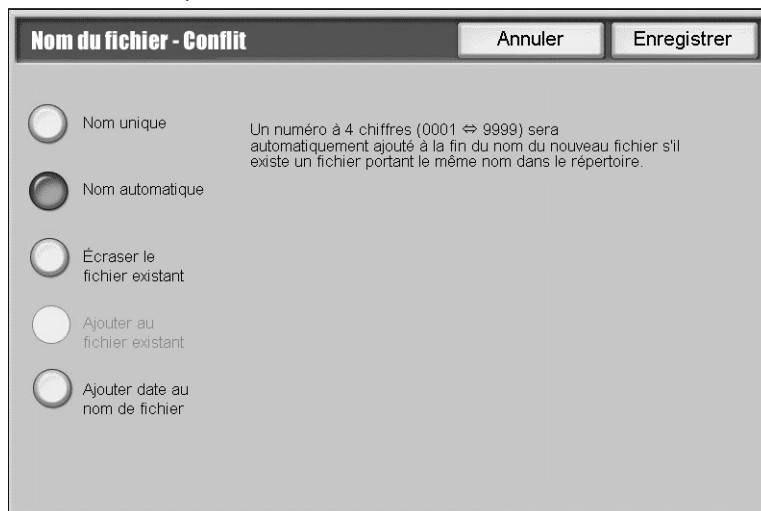 Nom du fichier - Conflit
Annuler
Enregistrer
Nom unique
Un numéro à 4 chiffres (0001 ⇔ 9999) sera
automatiquement ajouté à la fin du nom du nouveau fichier s'il
existe un fichier portant le même nom dans le répertoire.
Nom automatique
Écraser le
fichier existant
Ajouter au
fichier existant
Ajouter date au
nom de fichier